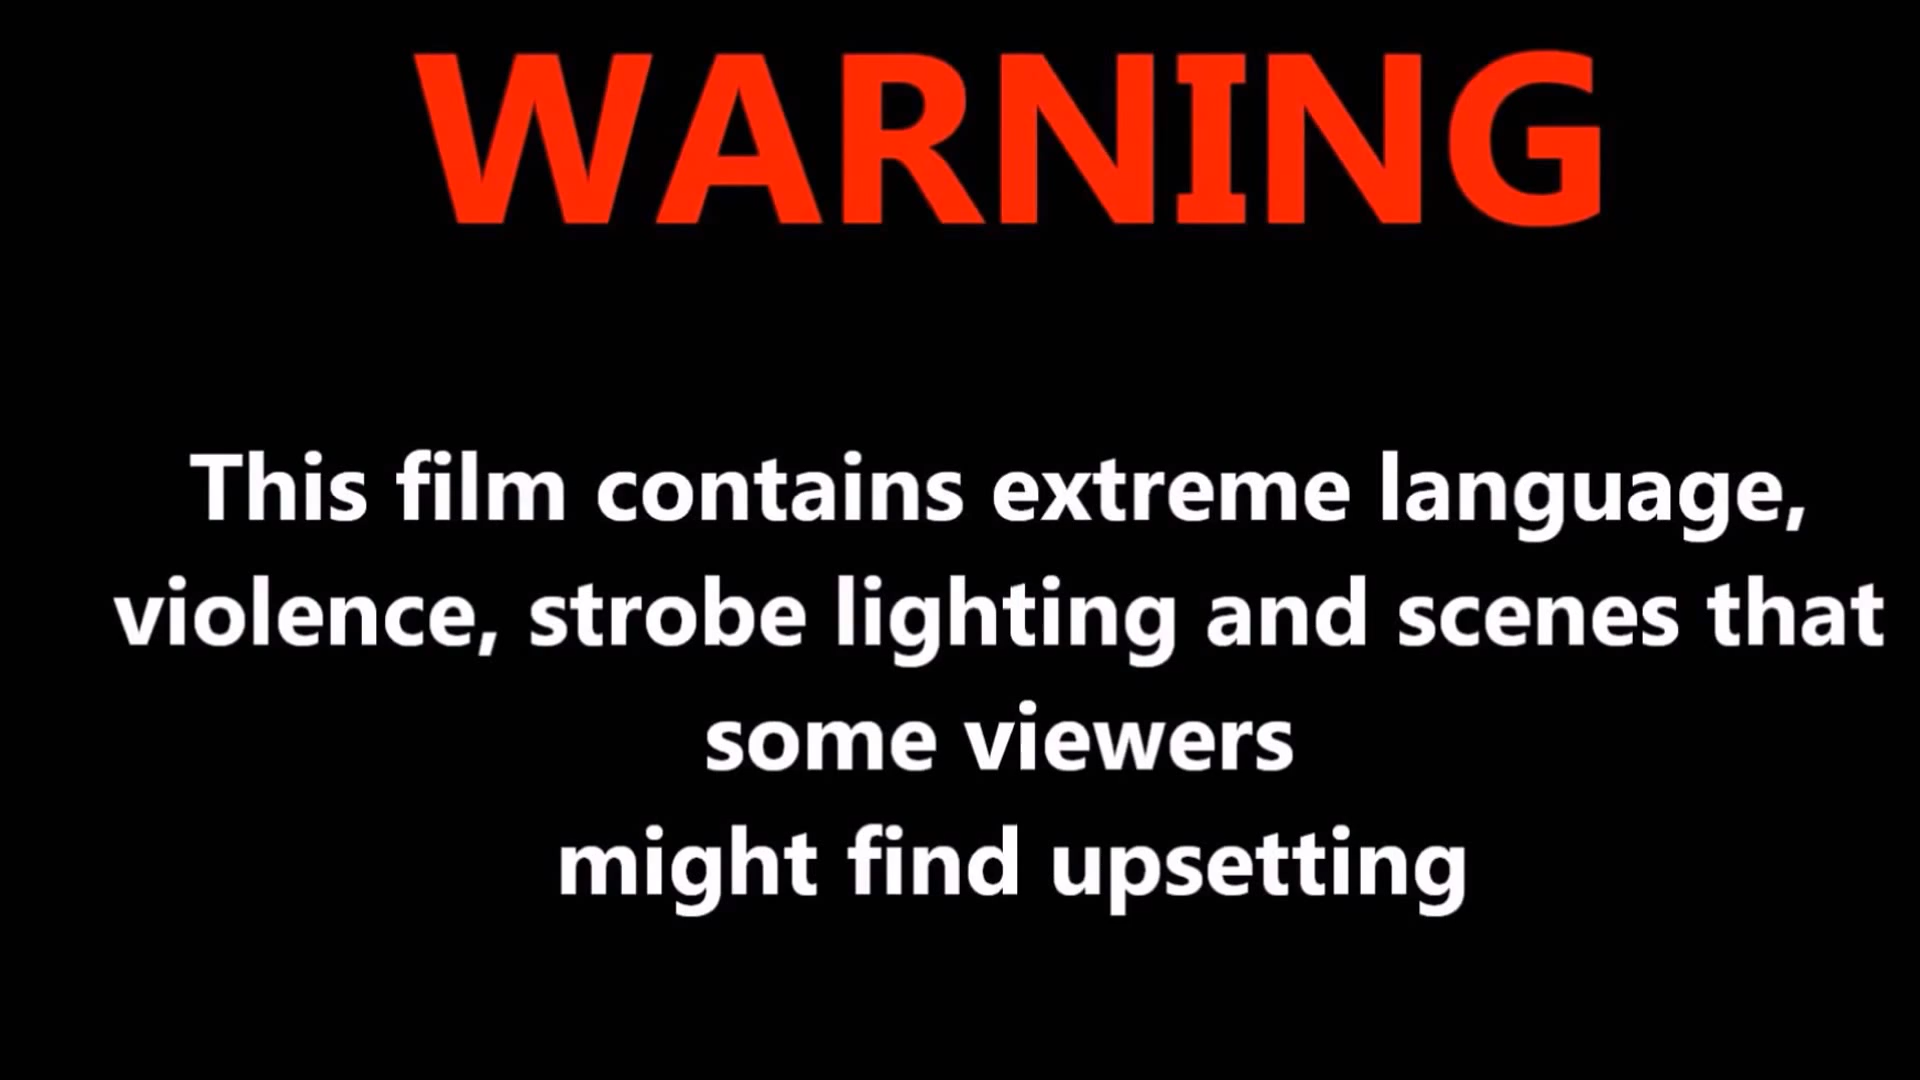 WARNING
This film contains extreme language,
violence, strobe lighting and scenes that
some viewers
might find upsetting